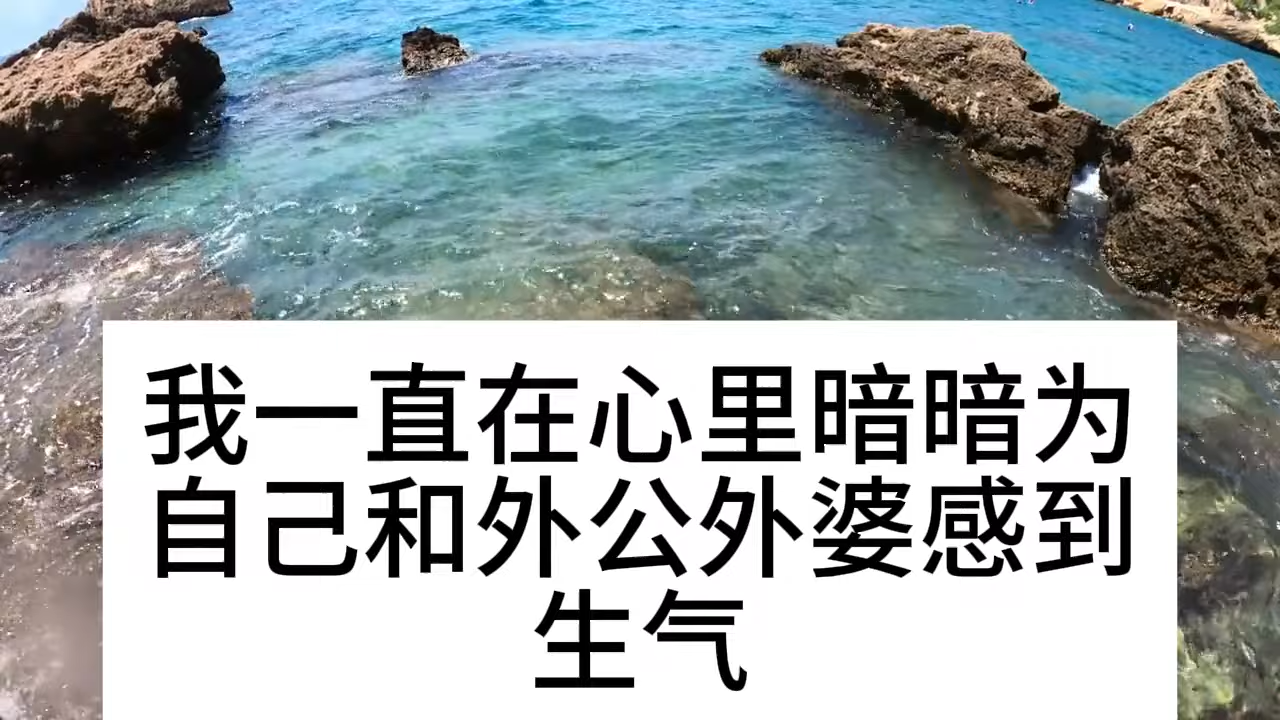 我一直在心里暗暗为
自己和外公外婆感到
生气